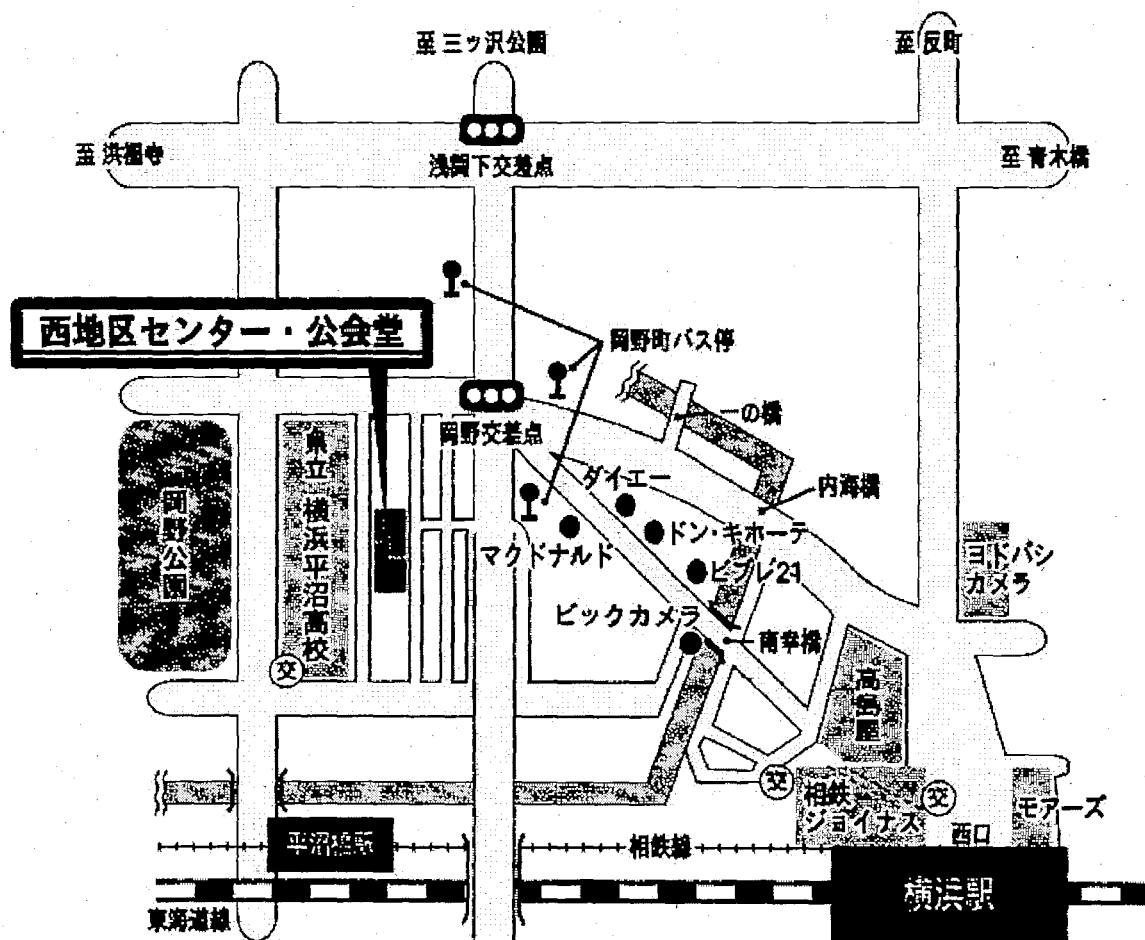 至 三ッ沢公園
至 反町
至 洪福寺
浅間下交差点
至 青木橋
西地区センター・公会堂
岡野町バス停
一の橋
岡野交差点
ダイエー
内海橋
県立 横浜平沼高校
岡野公園
マクドナルド
ドン・キホーテ
ヨドバシ
カメラ
ビブレ21
ビックカメラ
南幸橋
高島屋
交
交
交
相鉄
ジョイナス
モアーズ
西口
平沼橋駅
相鉄線
横浜駅
東海道線